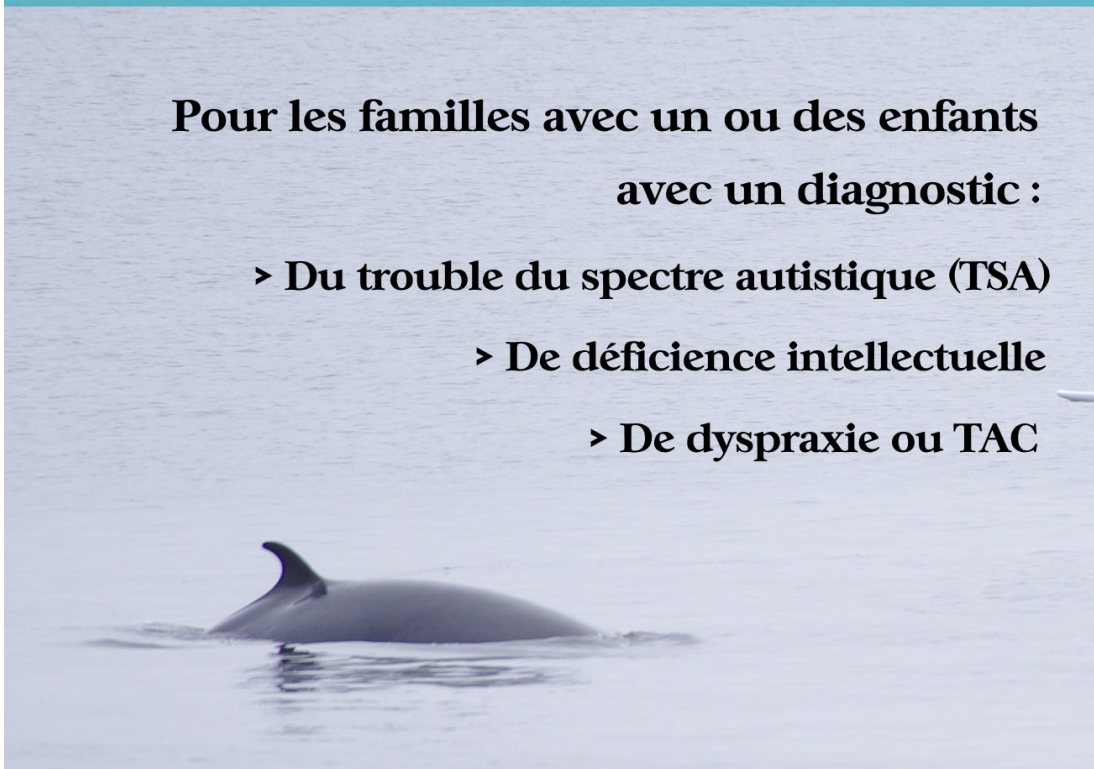 Pour les familles avec un ou des enfants
avec un diagnostic :
> Du trouble du spectre autistique (TSA)
> De déficience intellectuelle
> De dyspraxie ou TAC